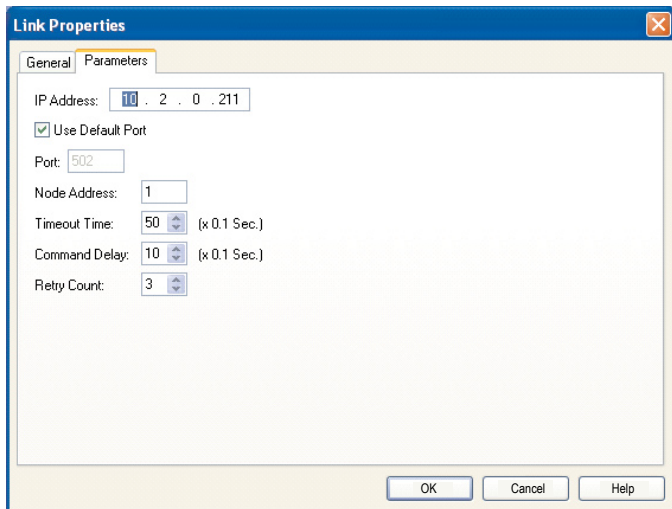 Link Properties
General Parameters
IP Address: 10 . 2 . 0 . 211
Use Default Port
Port: 502
Node Address: 1
Timeout Time: 50 (x 0.1 Sec.)
Command Delay: 10 (x 0.1 Sec.)
Retry Count: 3
OK Cancel Help